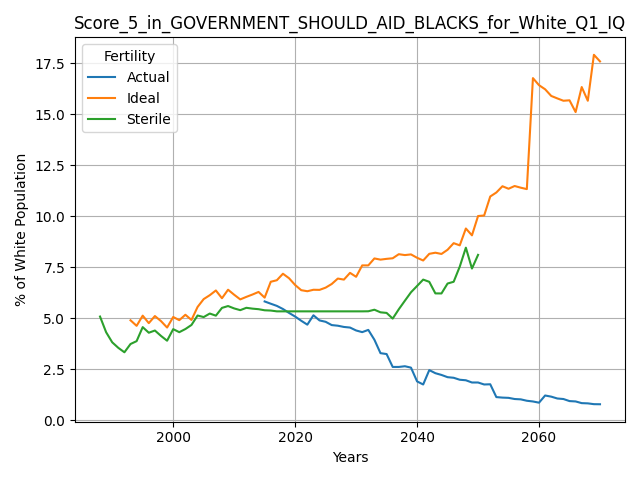 Score_5_in_GOVERNMENT_SHOULD_AID_BLACKS_for_White_Q1_IQ
Fertility
Actual
Ideal
Sterile
% of White Population
17.5
15.0
12.5
10.0
7.5
5.0
2.5
0.0
2000
2020
2040
2060
Years